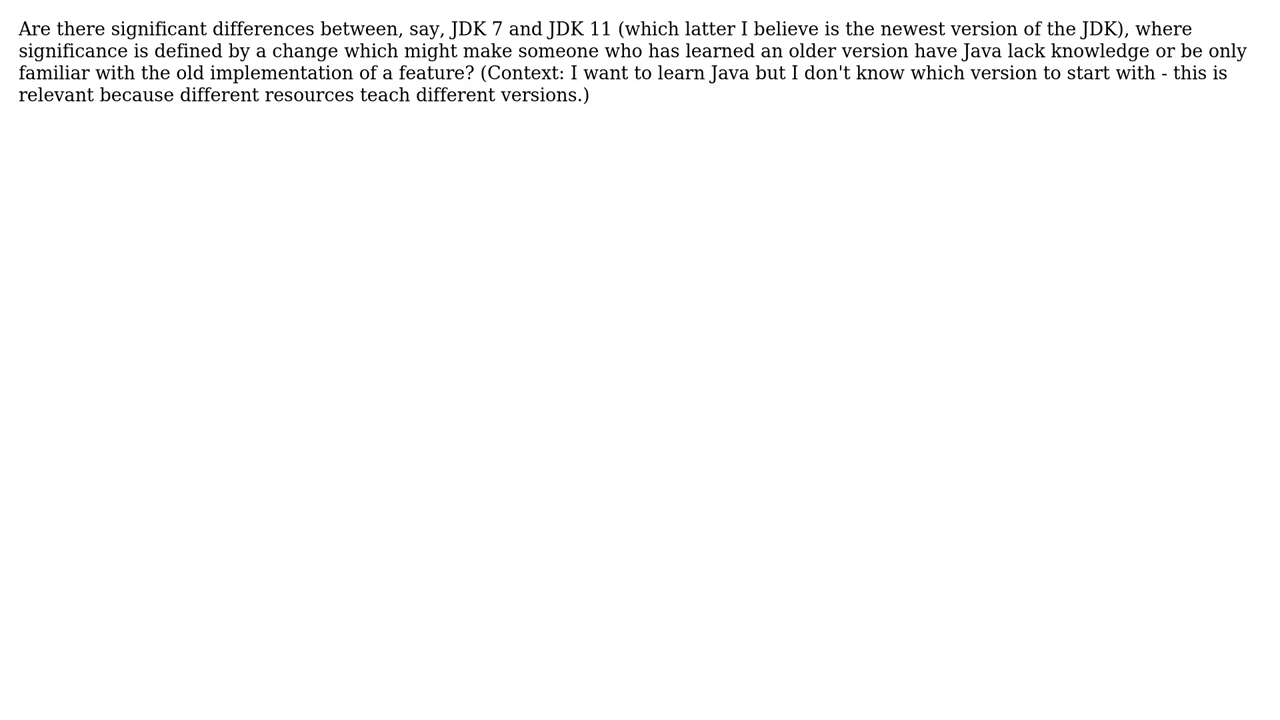 Are there significant differences between, say, JDK 7 and JDK 11 (which latter I believe is the newest version of the JDK), where
significance is defined by a change which might make someone who has learned an older version have Java lack knowledge or be only
familiar with the old implementation of a feature? (Context: I want to learn Java but I don't know which version to start with - this is
relevant because different resources teach different versions.)